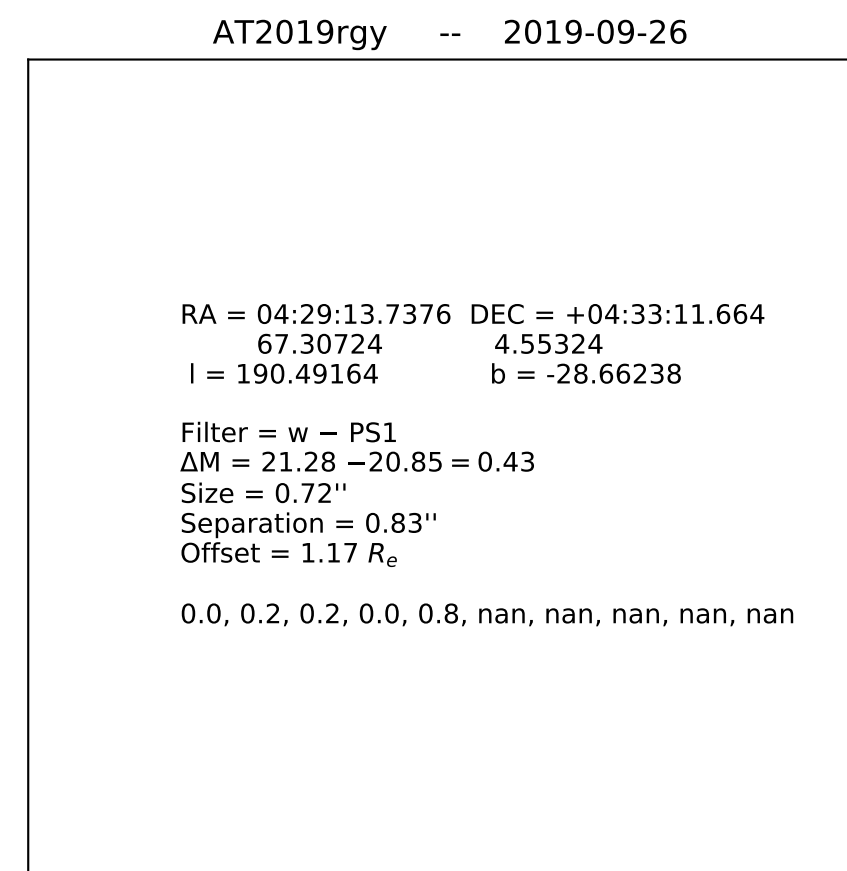 AT2019rgy -- 2019-09-26
RA = 04:29:13.7376 DEC = +04:33:11.664
67.30724 4.55324
l = 190.49164 b = -28.66238
Filter = w − PS1
ΔM = 21.28 −20.85 = 0.43
Size = 0.72''
Separation = 0.83''
Offset = 1.17 Re
0.0, 0.2, 0.2, 0.0, 0.8, nan, nan, nan, nan, nan